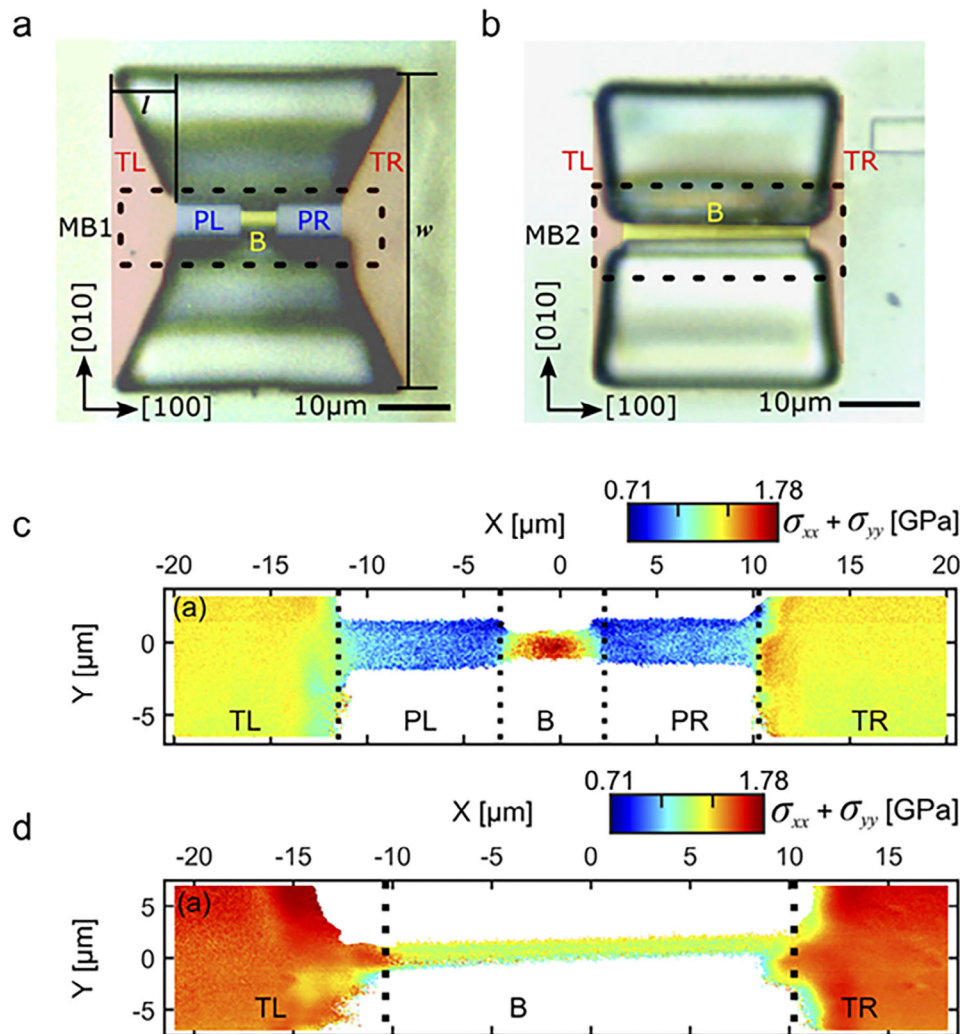 a
b
l
TL
TR
MB1
PL
PR
B
w
[010]
[100]
10μm
TL
TR
B
MB2
[010]
[100]
10μm
c
0.71
1.78
X [μm]
σxx + σyy [GPa]
-20 -15 -10 -5 0 5 10 15 20
(a)
Y [μm]
0
-5
TL PL B PR TR
d
0.71
1.78
X [μm]
σxx + σyy [GPa]
-20 -15 -10 -5 0 5 10 15
(a)
Y [μm]
5
0
-5
TL B TR